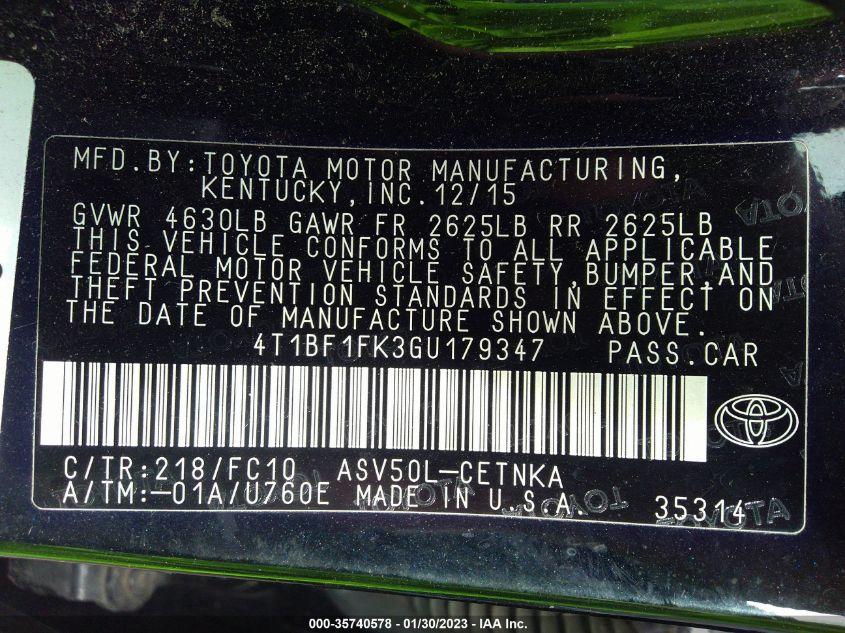 MFD.BY:TOYOTA MOTOR MANUFACTURING,
KENTUCKY,INC.12/15
GVWR 4630LB GAWR FR 2625LB RR 2625LB
THIS VEHICLE CONFORMS TO ALL APPLICABLE
FEDERAL MOTOR VEHICLE SAFETY,BUMPER,AND
THEFT PREVENTION STANDARDS IN EFFECT ON
THE DATE OF MANUFACTURE SHOWN ABOVE.
4T1BF1FK3GU179347 PASS.CAR
C/TR:218/FC10 ASV50L-CETNKA
A/TM:-01A/U760E MADE IN U.S.A. 35314
TOYOTA
000-35740578 — 01/30/2023 — IAA Inc.